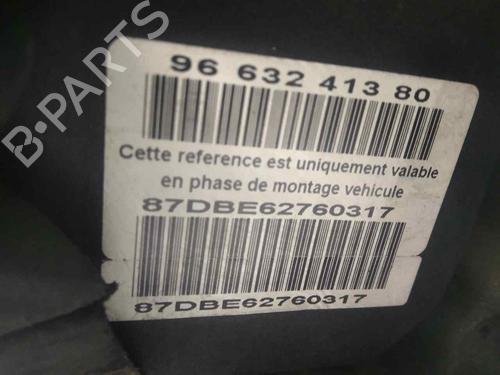 B-PARTS
96 632 413 80
Cette reference est uniquement valable
en phase de montage vehicule
87DBE62760317
87DBE62760317